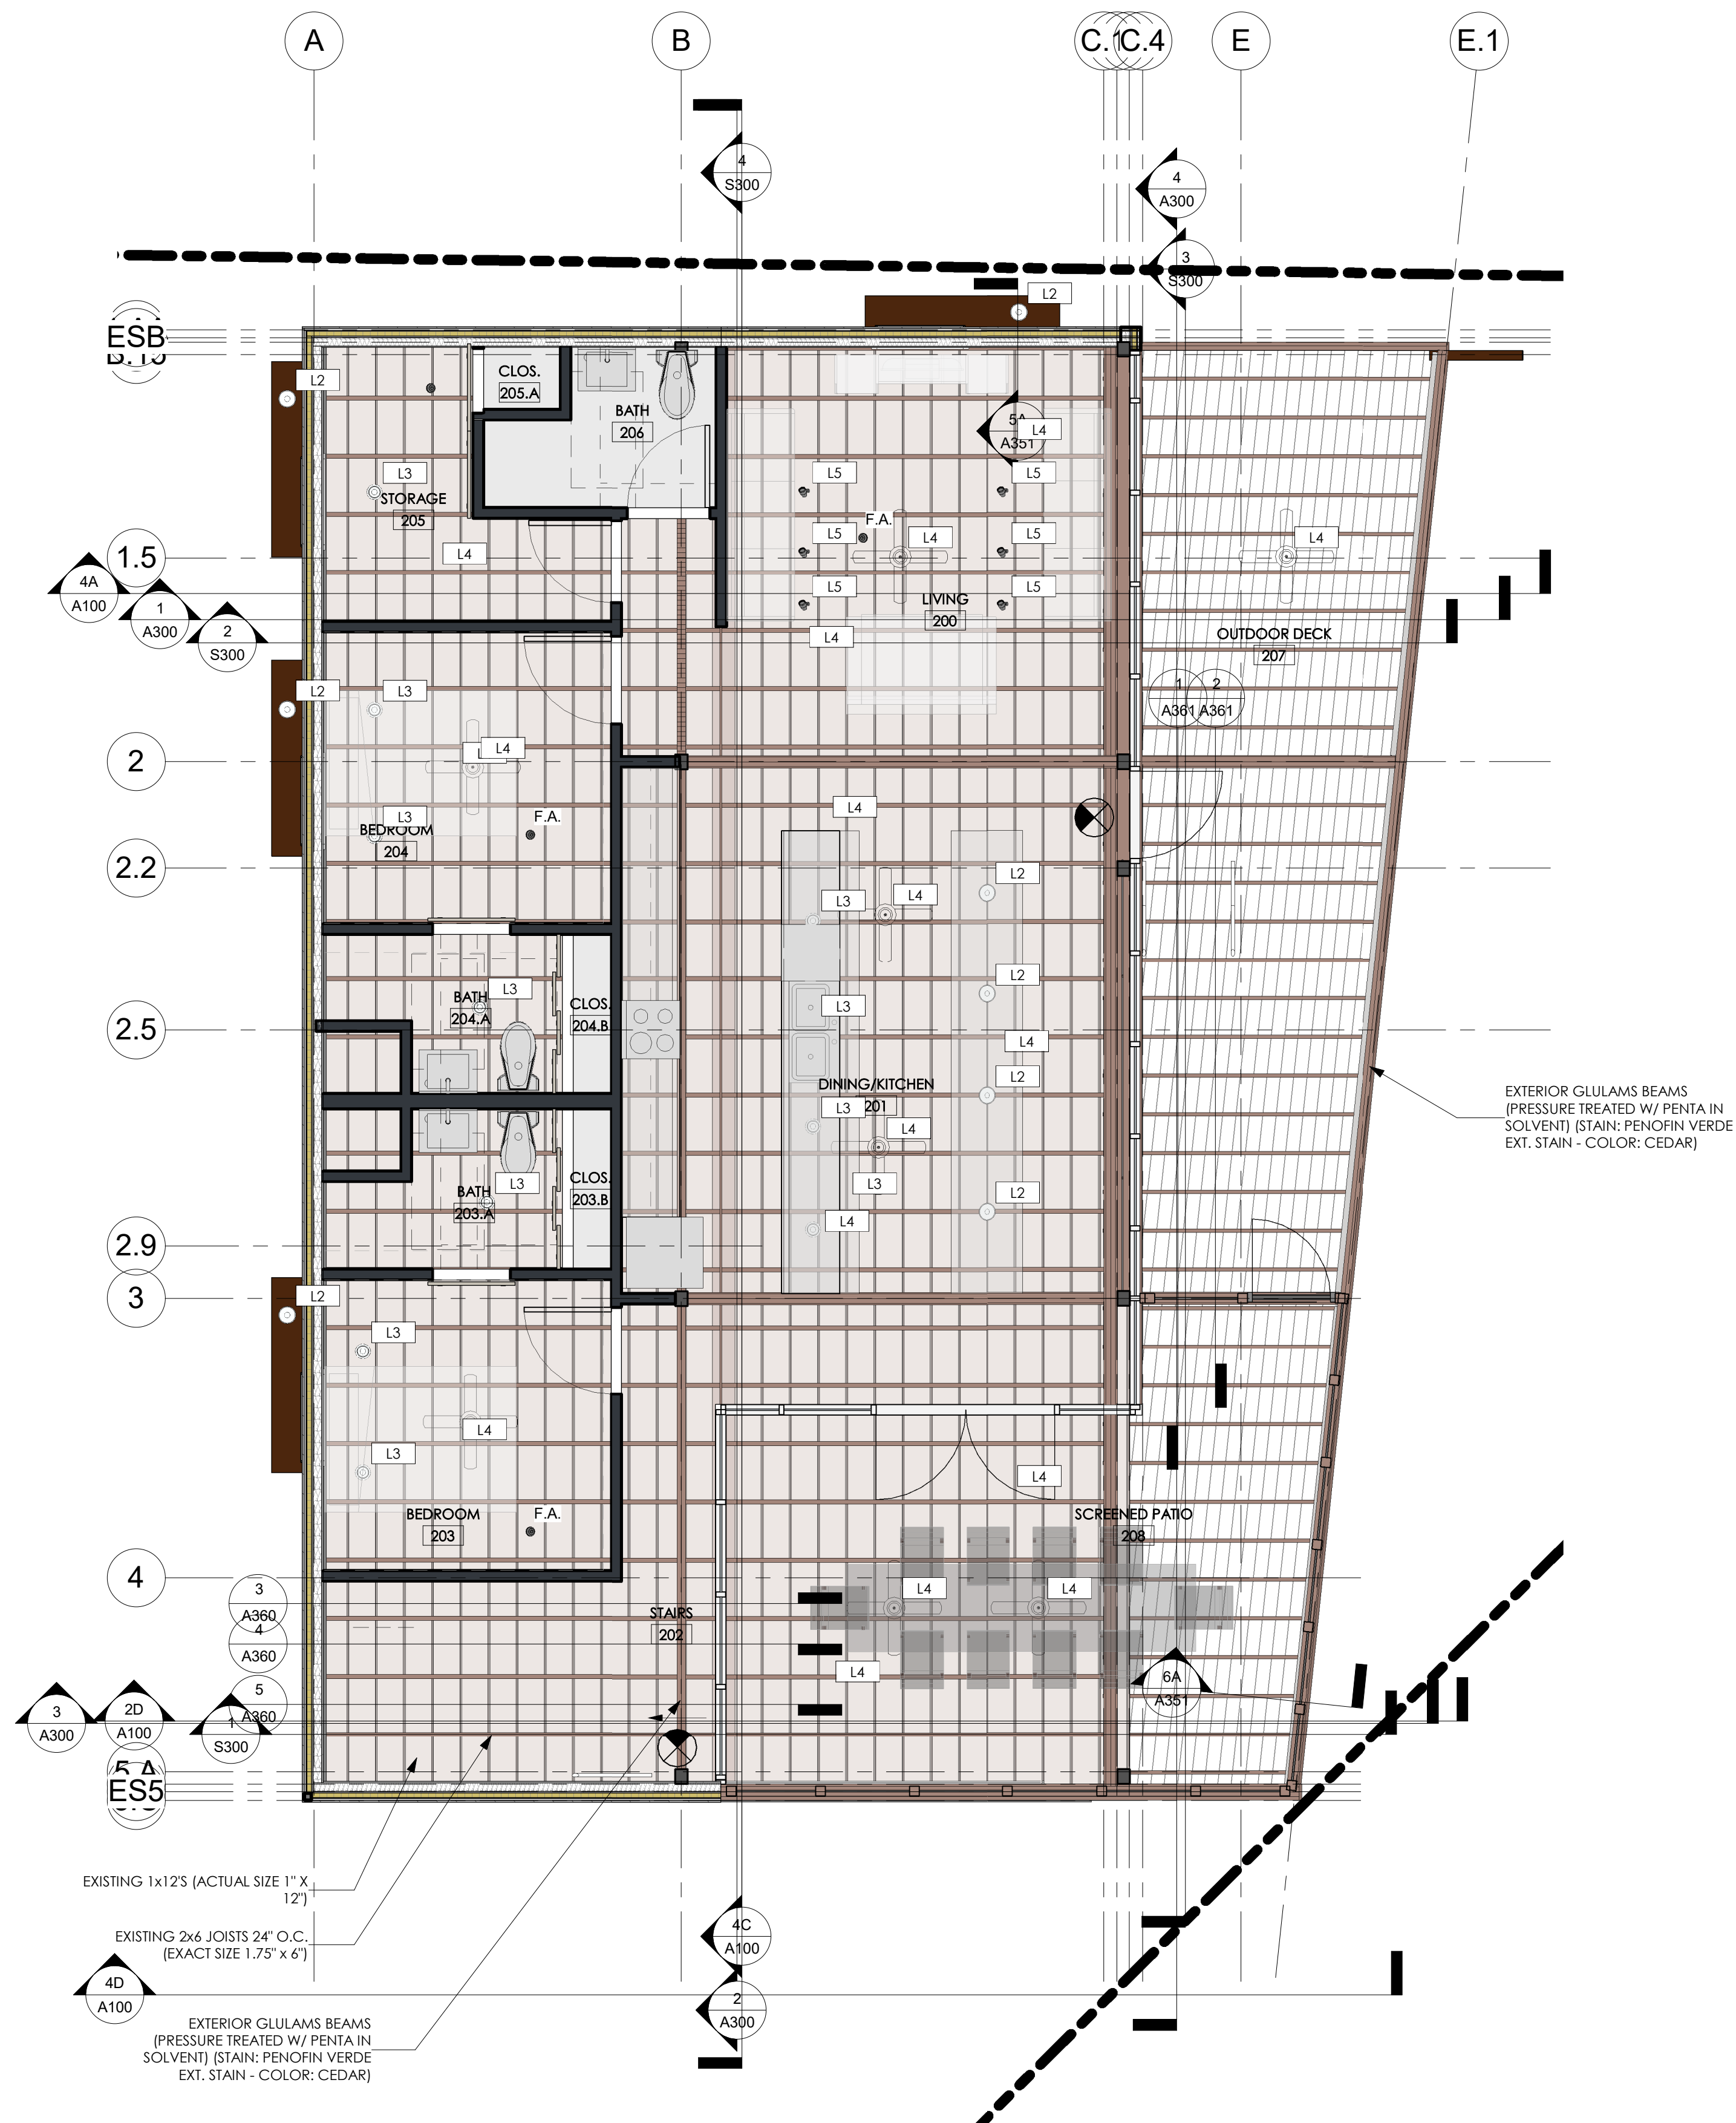 A
B
C.1
C.4
E
E.1
4
S300
4
A300
3
S300
L2
ESB
L2
CLOS.
205.A
BATH
206
5A
A351
L4
L3
STORAGE
205
L4
L5
L5
F.A.
L5
L4
L5
L4
1.5
L5
L5
4A
A100
1
A300
2
S300
LIVING
200
L4
OUTDOOR DECK
207
L2
L3
1
A361
2
A361
L4
2
L3
BEDROOM
204
F.A.
L4
2.2
L2
L3
L4
L2
BATH
204.A
L3
CLOS.
204.B
L3
2.5
L4
DINING/KITCHEN
201
L2
L3
L4
EXTERIOR GLULAMS BEAMS
(PRESSURE TREATED W/ PENTA IN
SOLVENT) (STAIN: PENOFIN VERDE
EXT. STAIN - COLOR: CEDAR)
BATH
203.A
L3
CLOS.
203.B
L3
L2
L4
2.9
3
L2
L3
L4
L3
L4
BEDROOM
203
F.A.
SCREENED PATIO
208
4
3
A360
4
A360
L4
L4
STAIRS
202
L4
6A
A351
5
A360
3
A300
2D
A100
1
S300
5.A
ES5
EXISTING 1x12'S (ACTUAL SIZE 1" X
12")
EXISTING 2x6 JOISTS 24" O.C.
(EXACT SIZE 1.75" x 6")
4C
A100
4D
A100
2
A300
EXTERIOR GLULAMS BEAMS
(PRESSURE TREATED W/ PENTA IN
SOLVENT) (STAIN: PENOFIN VERDE
EXT. STAIN - COLOR: CEDAR)